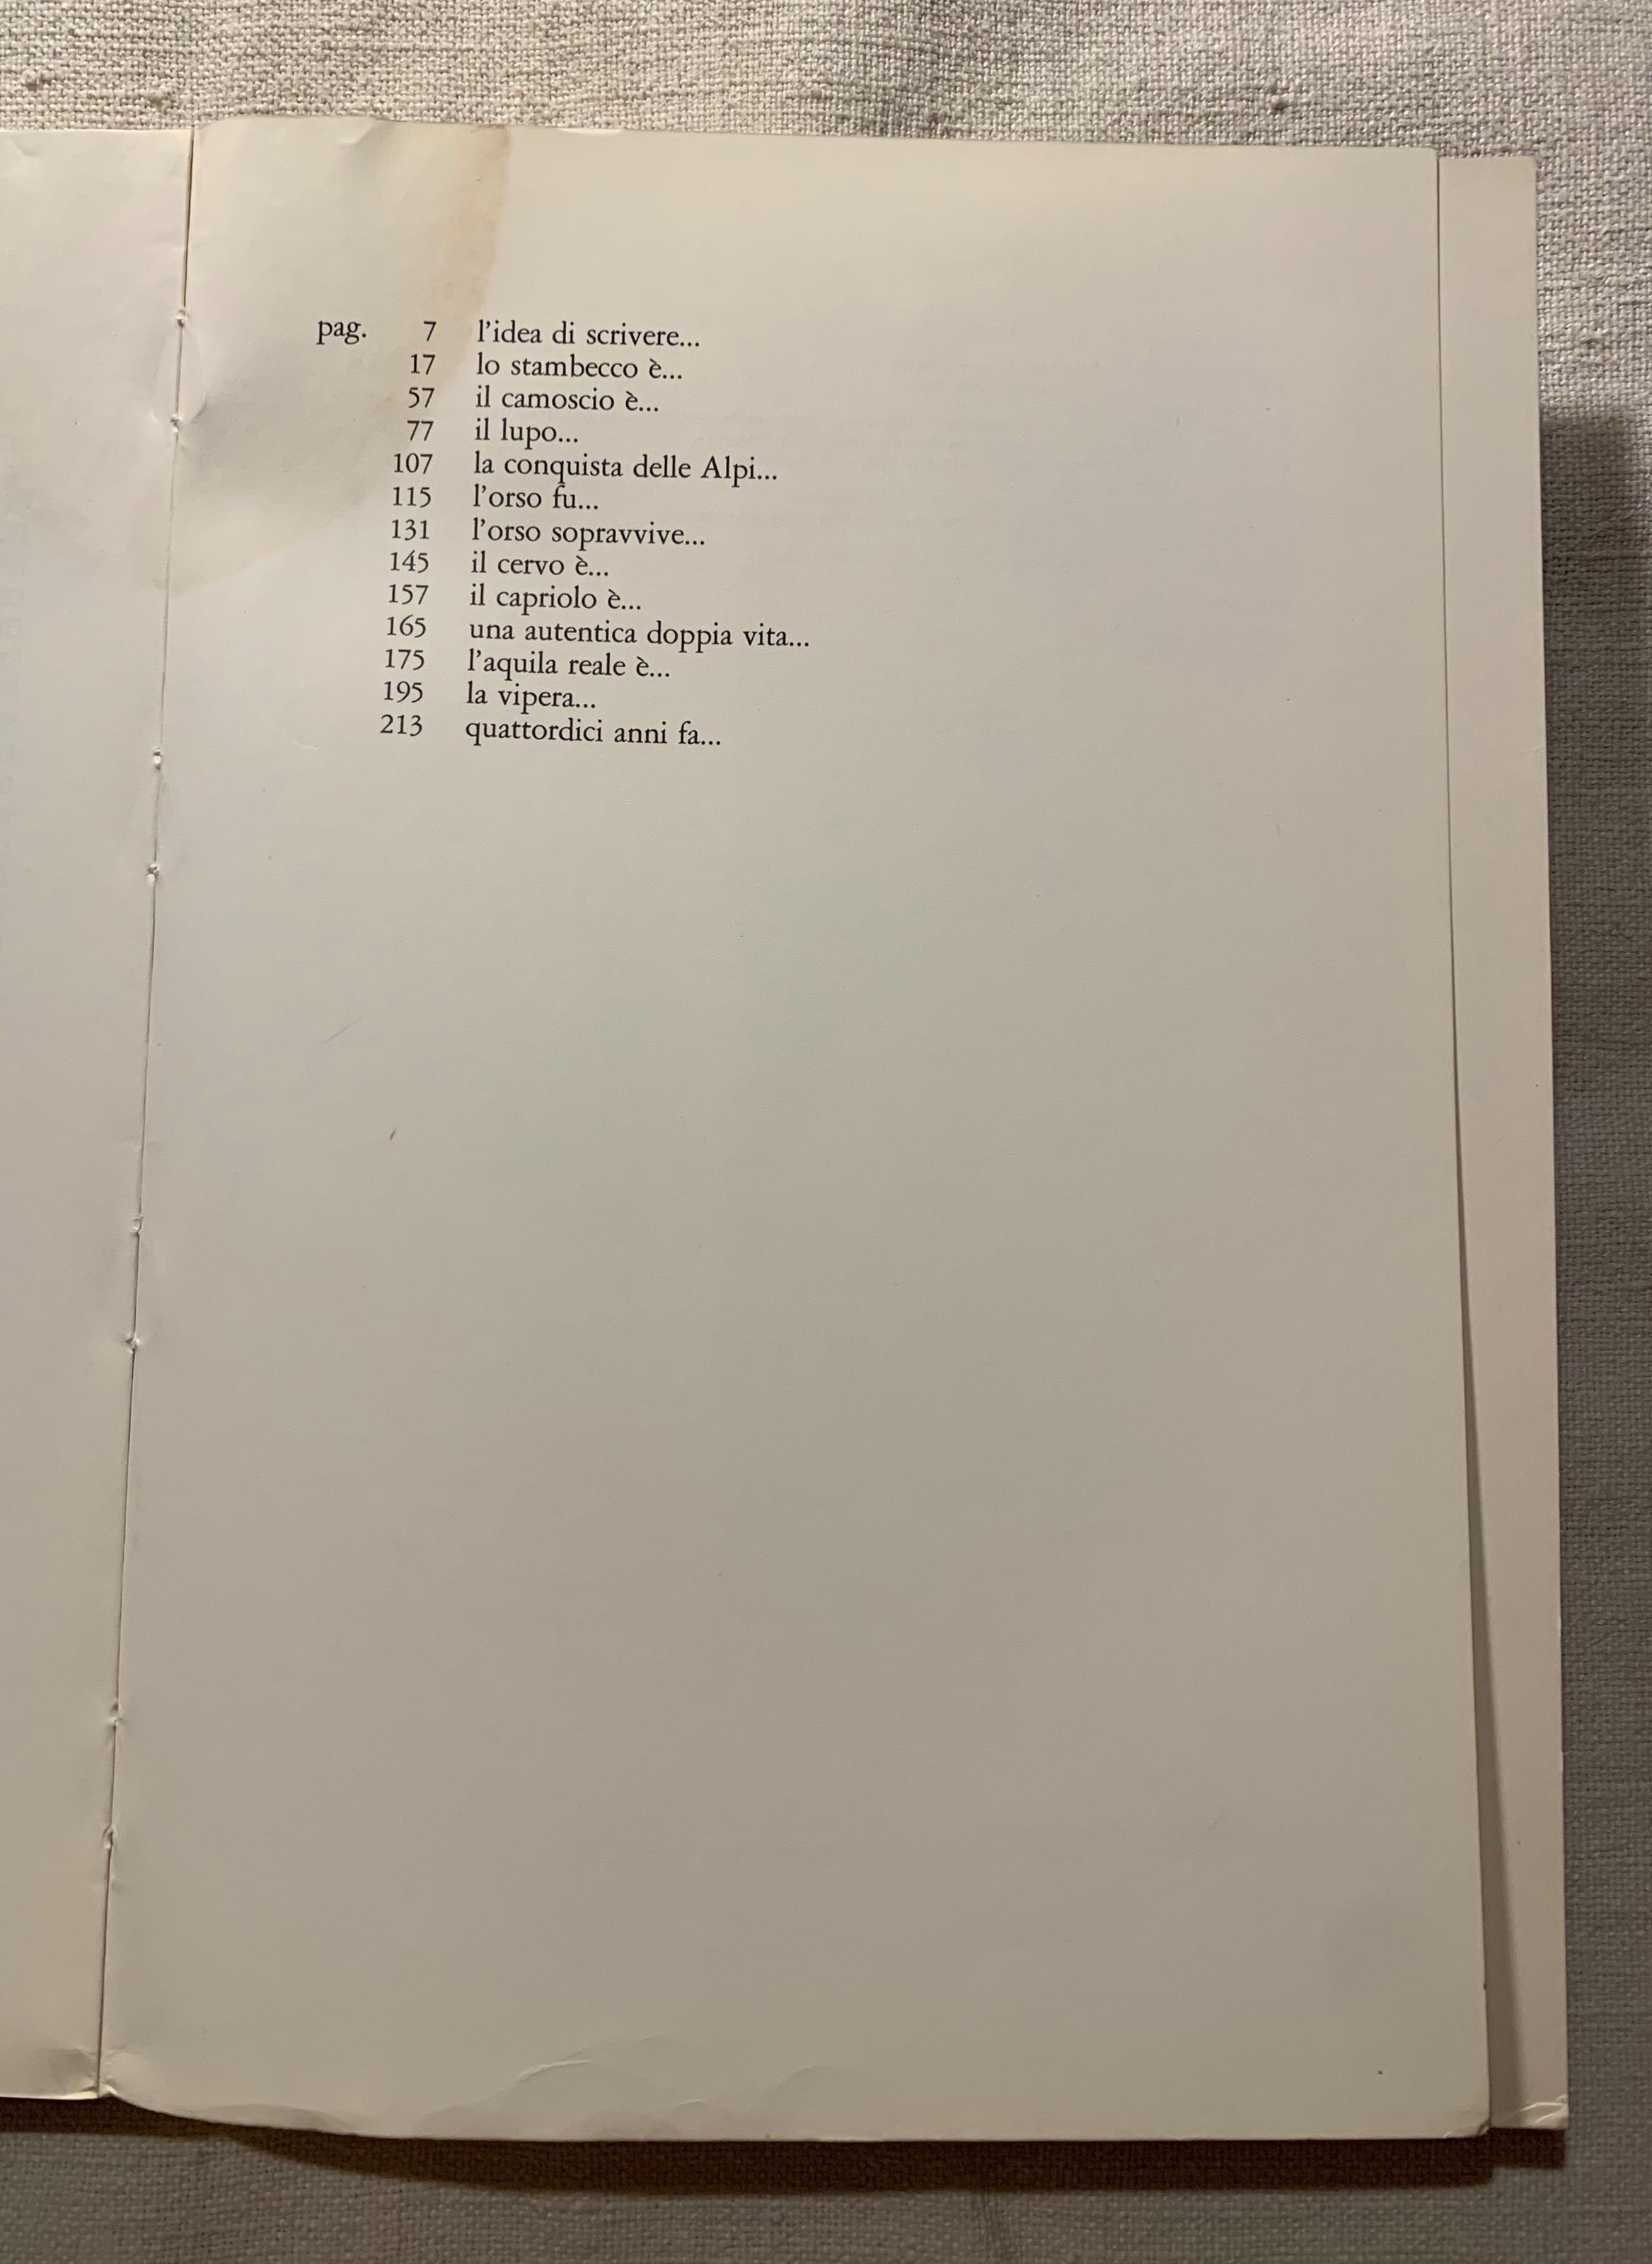 pag. 7 l'idea di scrivere...
17 lo stambecco è...
57 il camoscio è...
77 il lupo...
107 la conquista delle Alpi...
115 l'orso fu...
131 l'orso sopravvive...
145 il cervo è...
157 il capriolo è...
165 una autentica doppia vita...
175 l'aquila reale è...
195 la vipera...
213 quattordici anni fa...